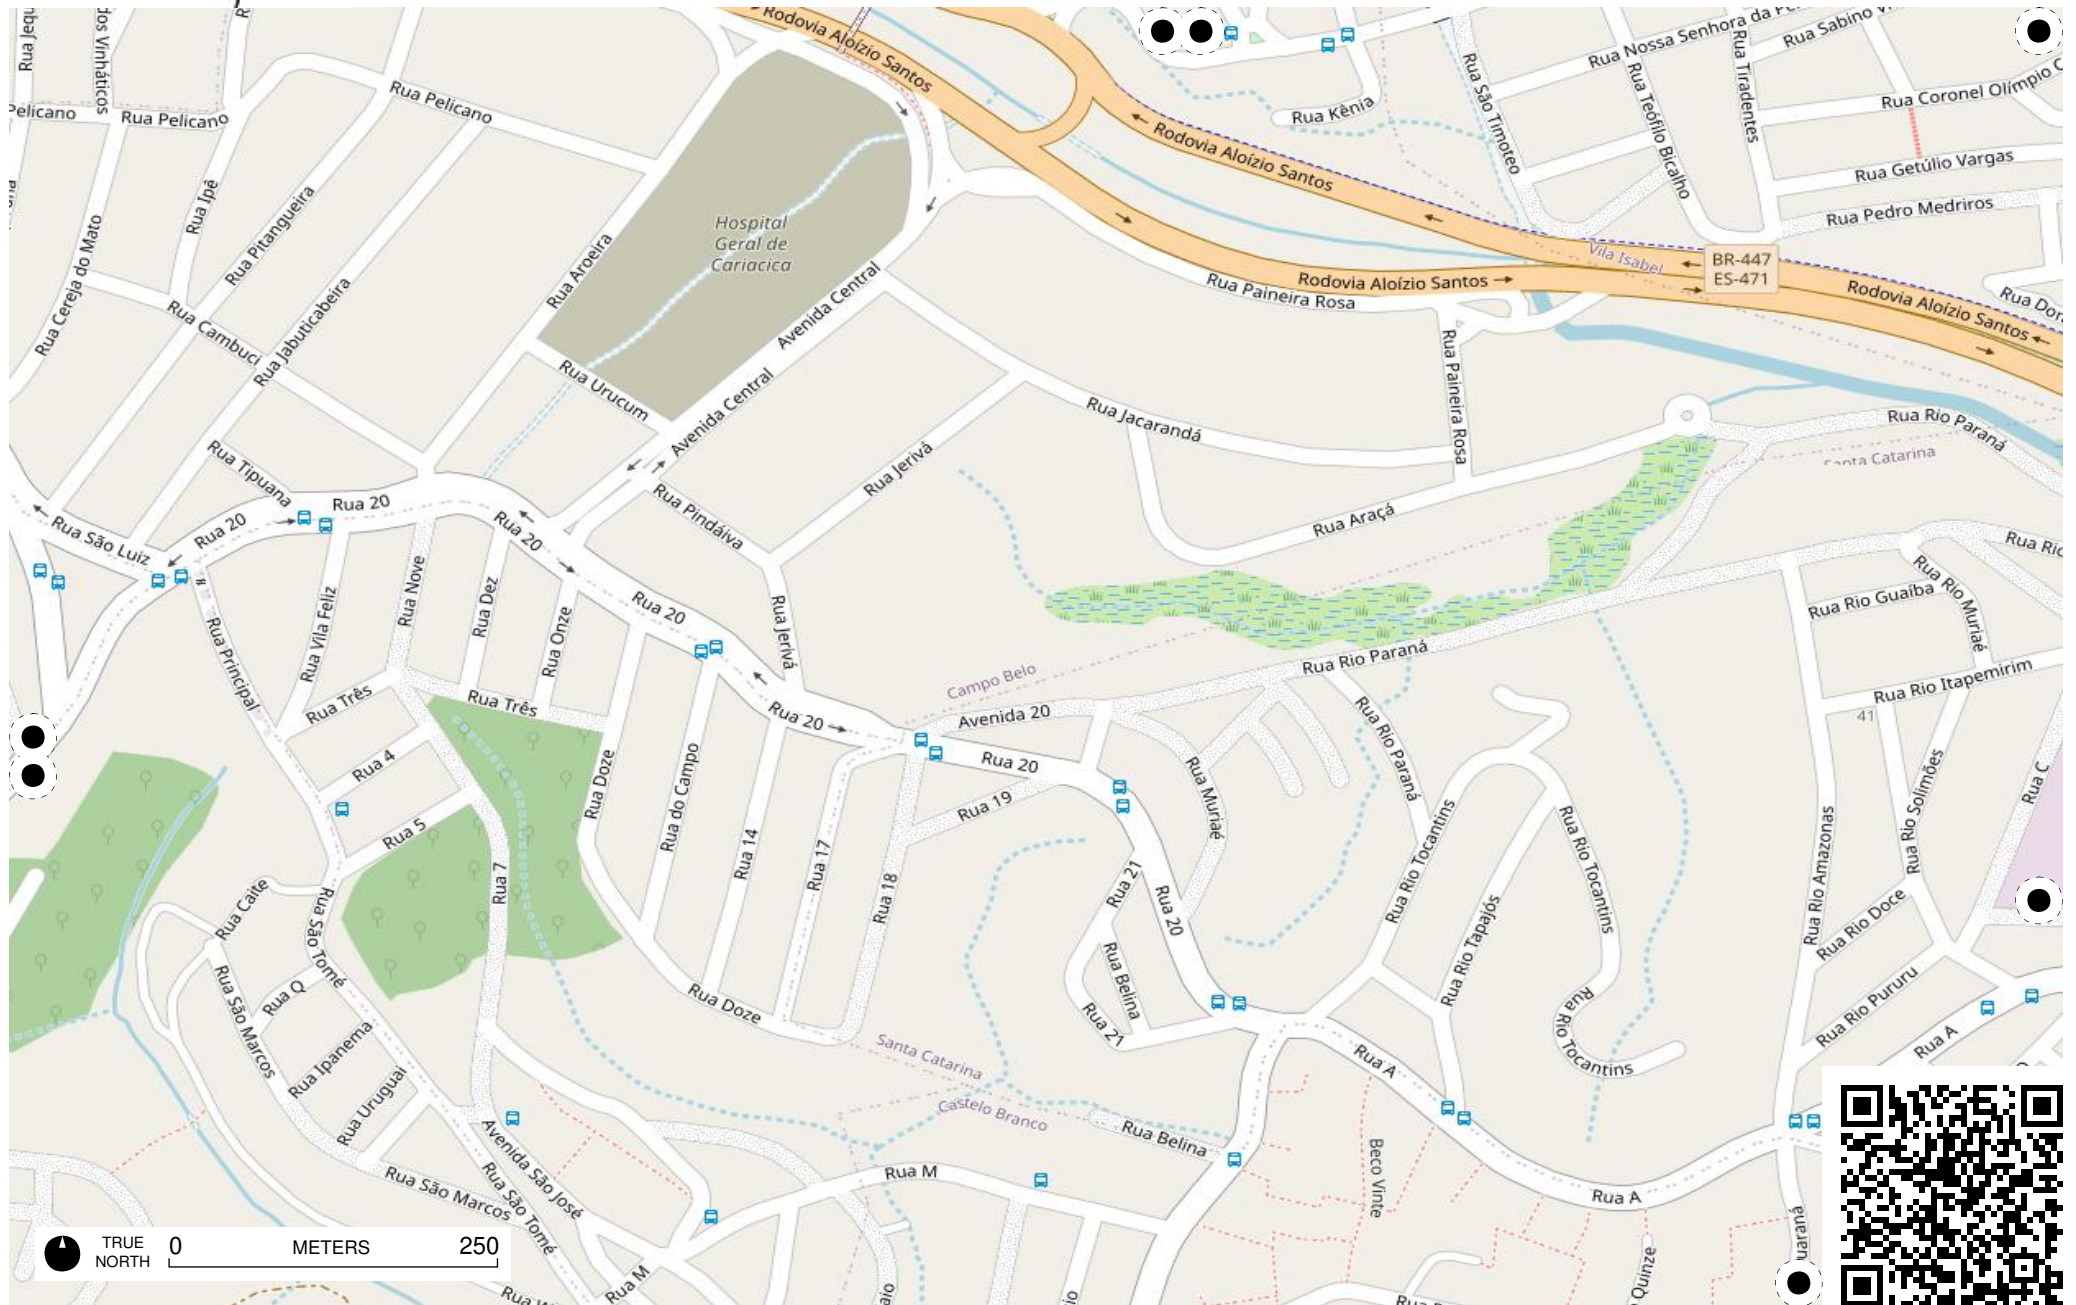 Rodovia Aloízio Santos
Rua Nossa Senhora da
Rua Sabino
dos Vinháticos
Rua São Timoteo
Rua Teófilo Bicalho
Rua Tiradentes
Rua Coronel Olímpio
Pelicano
Rua Pelicano
Rua Pelicano
Rua Kênia
Rodovia Aloízio Santos
Rua Getúlio Vargas
Rua Pedro Medriros
Rua Ipê
Rua Pitangueira
Rua Cereja do Mato
Rua Aroeira
Hospital
Geral de
Cariacica
Rua Jabuticabeira
Rua Cambuci
Avenida Central
Vila Isabel
BR-447
ES-471
Rodovia Aloízio Santos
Rua Paineira Rosa
Rodovia Aloízio Santos
Rua Urucum
Avenida Central
Rua Paineira Rosa
Rua Jacarandá
Rua Rio Paraná
Santa Catarina
Rua Tipuana
Rua Jerivá
Rua Pindáiva
Rua Araçá
Rua 20
Rua 20
Rua 20
Rua São Luiz
Rua Vila Feliz
Rua Nove
Rua Dez
Rua Onze
Rua 20
Rua Jerivá
Rua Rio Guaíba
Rua Rio Muriaé
Rua Principal
Rua Três
Rua Três
Campo Belo
Rua Rio Paraná
Rua Rio Itapemirim
41
Rua 20
Avenida 20
Rua 4
Rua Doze
Rua do Campo
Rua 20
Rua Muriaé
Rua Rio Paraná
Rua 19
Rua 5
Rua 14
Rua 17
Rua 18
Rua 7
Rua 21
Rua 20
Rua Rio Tocantins
Rua Rio Tocantins
Rua Rio Amazonas
Rua Rio Solimões
Rua C
Rua Caite
Rua São Tomé
Rua Belina
Rua Rio Tapajós
Rua Rio Doce
Rua São Marcos
Rua Q
Rua Doze
Rua 21
Rua Rio Tocantins
Rua Rio Pururu
Rua A
Rua Ipanema
Rua Uruguai
Santa Catarina
Castelo Branco
Rua A
Rua Belina
Avenida São José
Rua São Marcos
Rua São Tomé
Rua M
Beco Vinte
Rua A
Rua M
Quinze
TRUE
NORTH
0 METERS 250